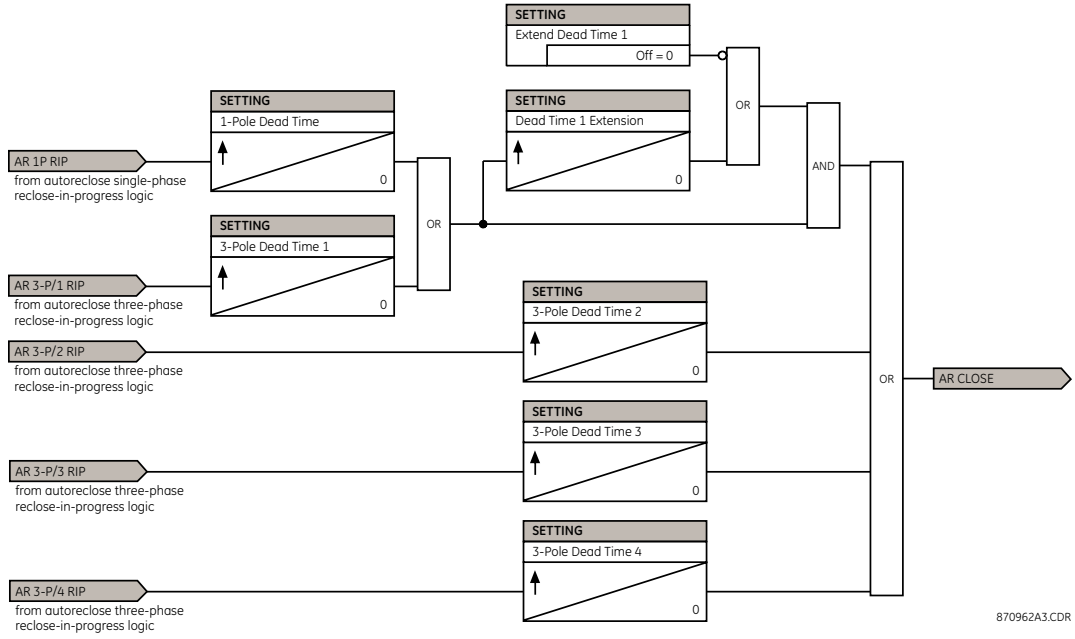 SETTING
Extend Dead Time 1
Off = 0
SETTING
1-Pole Dead Time
0
SETTING
Dead Time 1 Extension
0
OR
AND
AR 1P RIP
from autoreclose single-phase
reclose-in-progress logic
SETTING
3-Pole Dead Time 1
0
OR
AR 3-P/1 RIP
from autoreclose three-phase
reclose-in-progress logic
SETTING
3-Pole Dead Time 2
0
AR 3-P/2 RIP
from autoreclose three-phase
reclose-in-progress logic
OR
AR CLOSE
SETTING
3-Pole Dead Time 3
0
AR 3-P/3 RIP
from autoreclose three-phase
reclose-in-progress logic
SETTING
3-Pole Dead Time 4
0
AR 3-P/4 RIP
from autoreclose three-phase
reclose-in-progress logic
870962A3.CDR